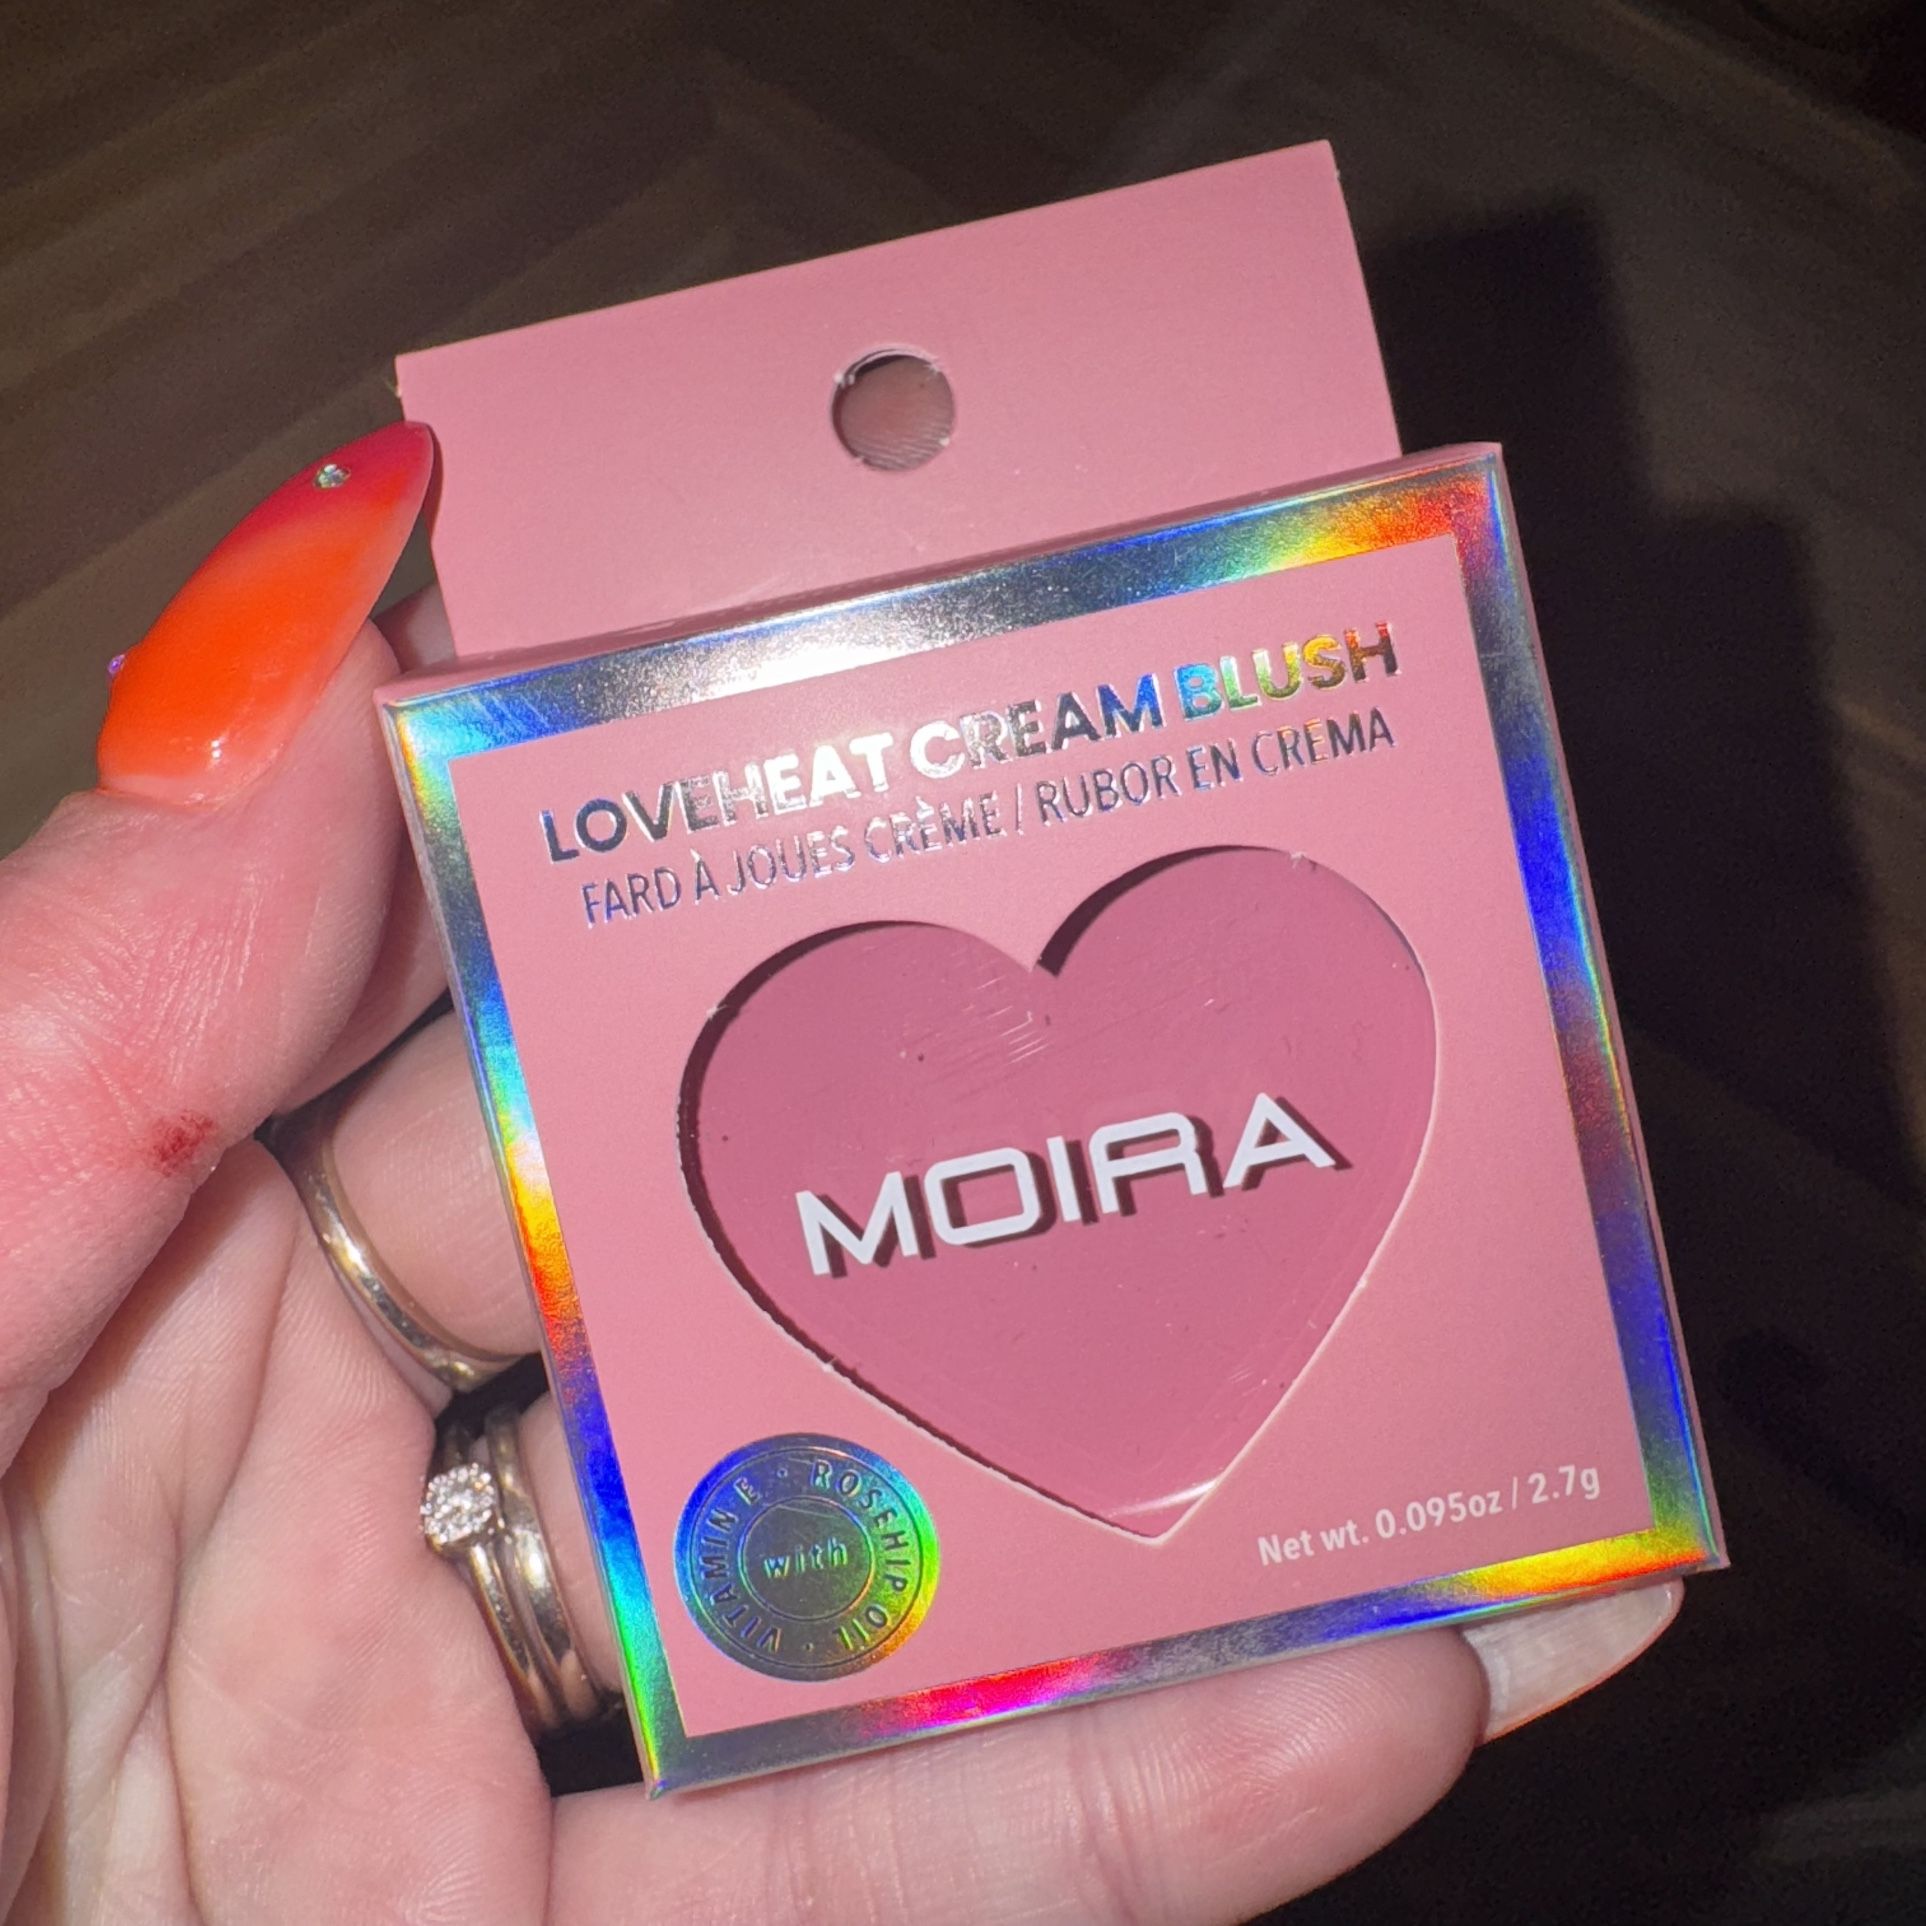 LOVEHEAT CREAM BLUSH
FARD À JOUES CRÈME / RUBOR EN CREMA
MOIRA
VITAMIN E · ROSEHIP OIL ·
with
Net wt. 0.095oz / 2.7g